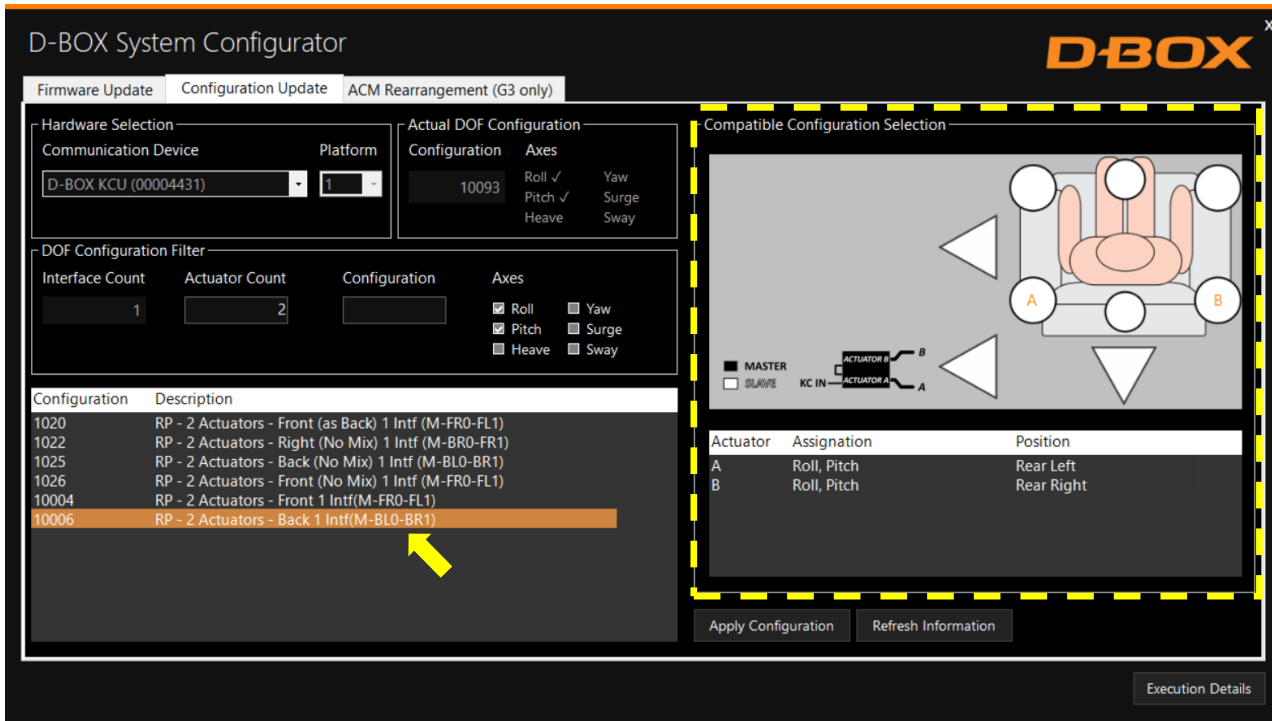 D-BOX System Configurator
D-BOX
X
Firmware Update
Configuration Update
ACM Rearrangement (G3 only)
Hardware Selection
Communication Device
Platform
D-BOX KCU (00004431)
1
Actual DOF Configuration
Configuration
Axes
10093
Roll ✓ Yaw
Pitch ✓ Surge
Heave Sway
DOF Configuration Filter
Interface Count
Actuator Count
Configuration
Axes
1
2
Roll Yaw
Pitch Surge
Heave Sway
Configuration Description
1020 RP - 2 Actuators - Front (as Back) 1 Intf (M-FR0-FL1)
1022 RP - 2 Actuators - Right (No Mix) 1 Intf (M-BR0-FR1)
1025 RP - 2 Actuators - Back (No Mix) 1 Intf (M-BL0-BR1)
1026 RP - 2 Actuators - Front (No Mix) 1 Intf (M-FR0-FL1)
10004 RP - 2 Actuators - Front 1 Intf(M-FR0-FL1)
10006 RP - 2 Actuators - Back 1 Intf(M-BL0-BR1)
Compatible Configuration Selection
A
B
MASTER
SLAVE
KC IN
ACTUATOR B
B
ACTUATOR A
A
Actuator Assignation Position
A Roll, Pitch Rear Left
B Roll, Pitch Rear Right
Apply Configuration
Refresh Information
Execution Details